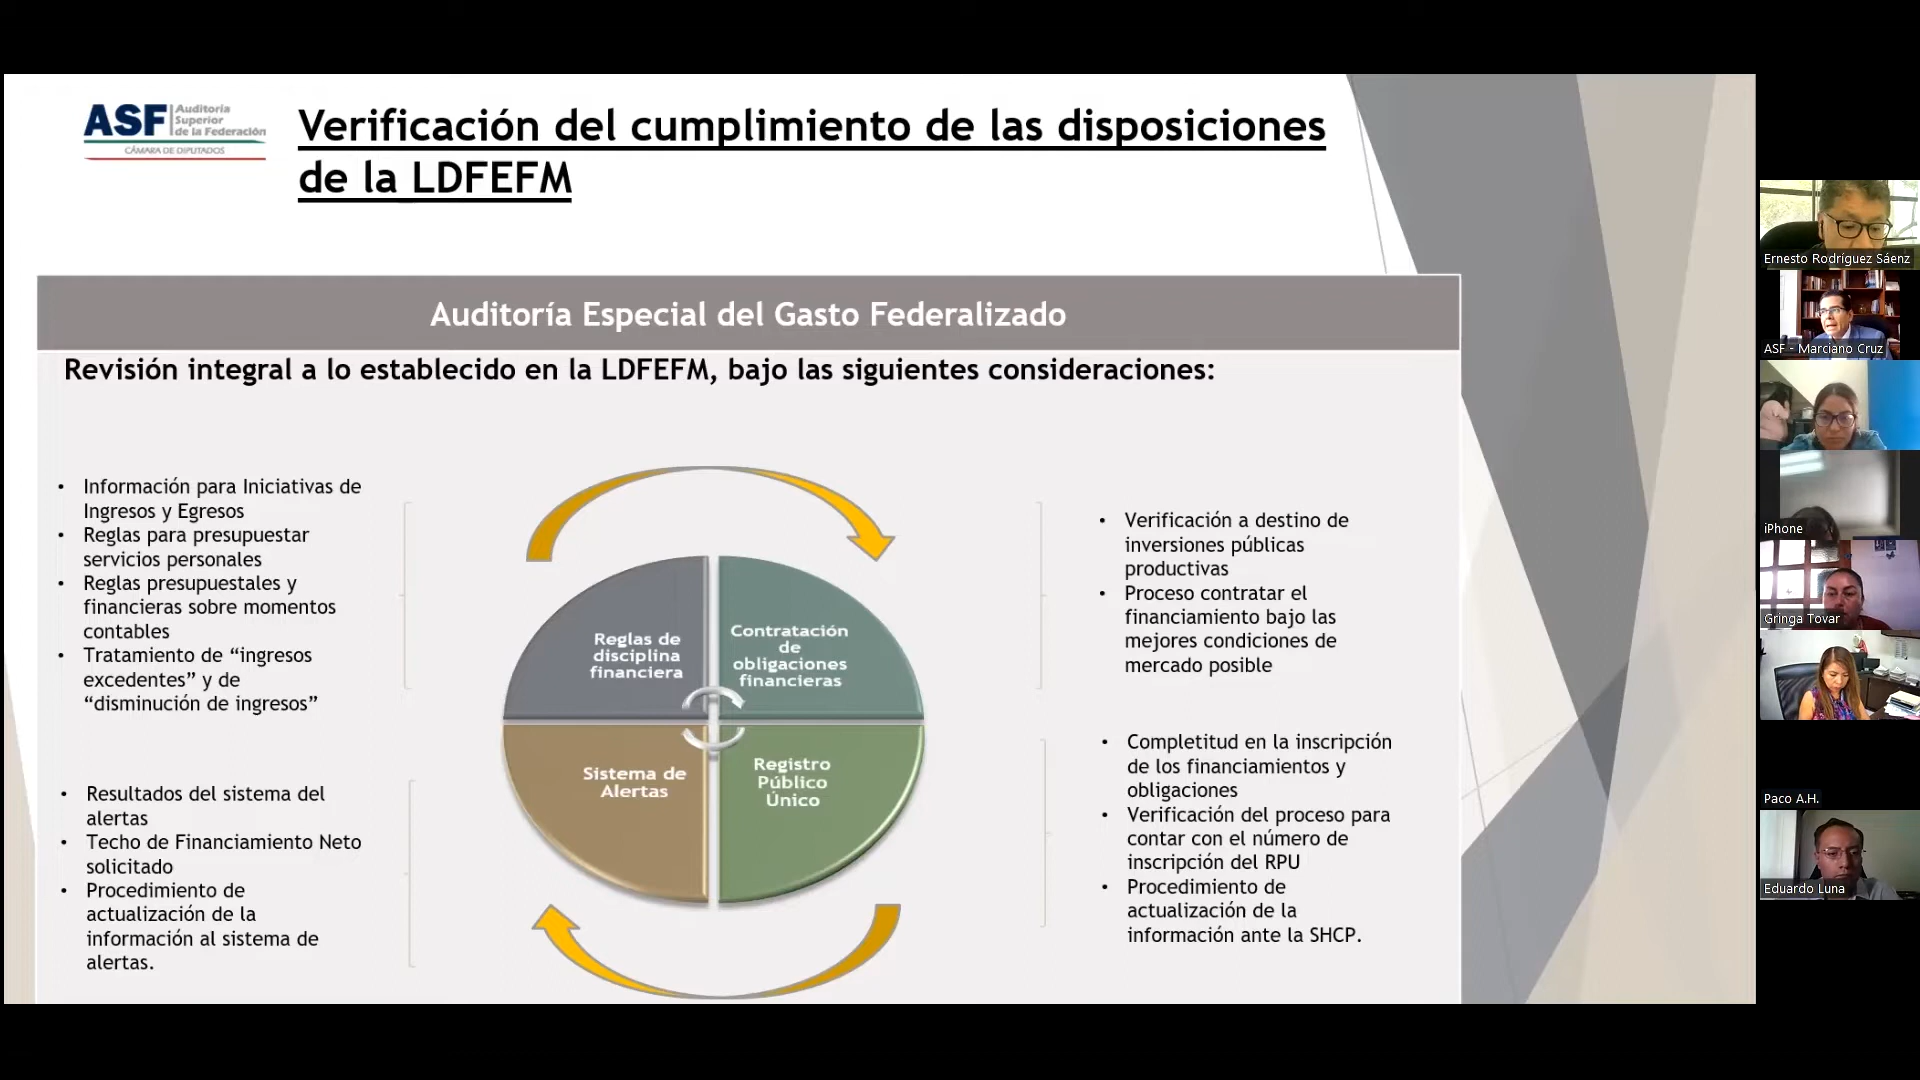 ASF Auditoría
Superior
de la Federación
CÁMARA DE DIPUTADOS
Verificación del cumplimiento de las disposiciones
de la LDFEFM
Auditoría Especial del Gasto Federalizado
Revisión integral a lo establecido en la LDFEFM, bajo las siguientes consideraciones:
• Información para Iniciativas de
Ingresos y Egresos
• Reglas para presupuestar
servicios personales
• Reglas presupuestales y
financieras sobre momentos
contables
• Tratamiento de “ingresos
excedentes” y de
“disminución de ingresos”
• Resultados del sistema del
alertas
• Techo de Financiamiento Neto
solicitado
• Procedimiento de
actualización de la
información al sistema de
alertas.
Reglas de
disciplina
financiera
Contratación
de
obligaciones
financieras
Sistema de
Alertas
Registro
Público
Único
• Verificación a destino de
inversiones públicas
productivas
• Proceso contratar el
financiamiento bajo las
mejores condiciones de
mercado posible
• Completitud en la inscripción
de los financiamientos y
obligaciones
• Verificación del proceso para
contar con el número de
inscripción del RPU
• Procedimiento de
actualización de la
información ante la SHCP.
Ernesto Rodríguez Sáenz
ASF - Marciano Cruz
iPhone
Gringa Tovar
Paco A.H.
Eduardo Luna